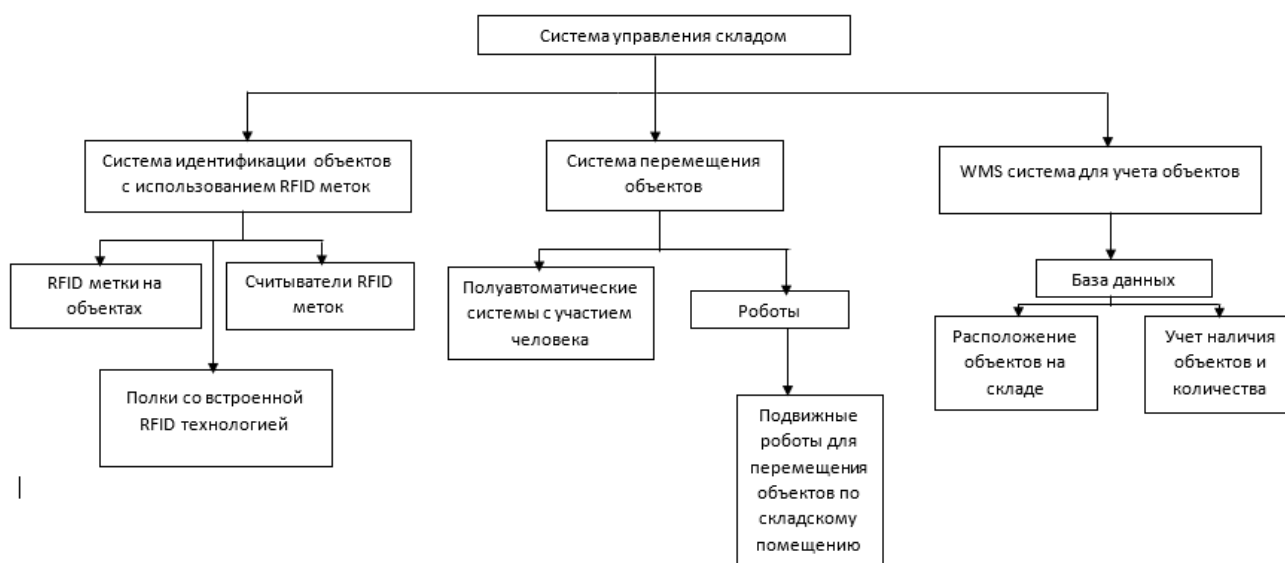 Система управления складом
Система идентификации объектов
с использованием RFID меток
Система перемещения
объектов
WMS система для учета объектов
RFID метки на
объектах
Считыватели RFID
меток
Полки со встроенной
RFID технологией
Полуавтоматические
системы с участием
человека
Роботы
Подвижные
роботы для
перемещения
объектов по
складскому
помещению
База данных
Расположение
объектов на
складе
Учет наличия
объектов и
количества